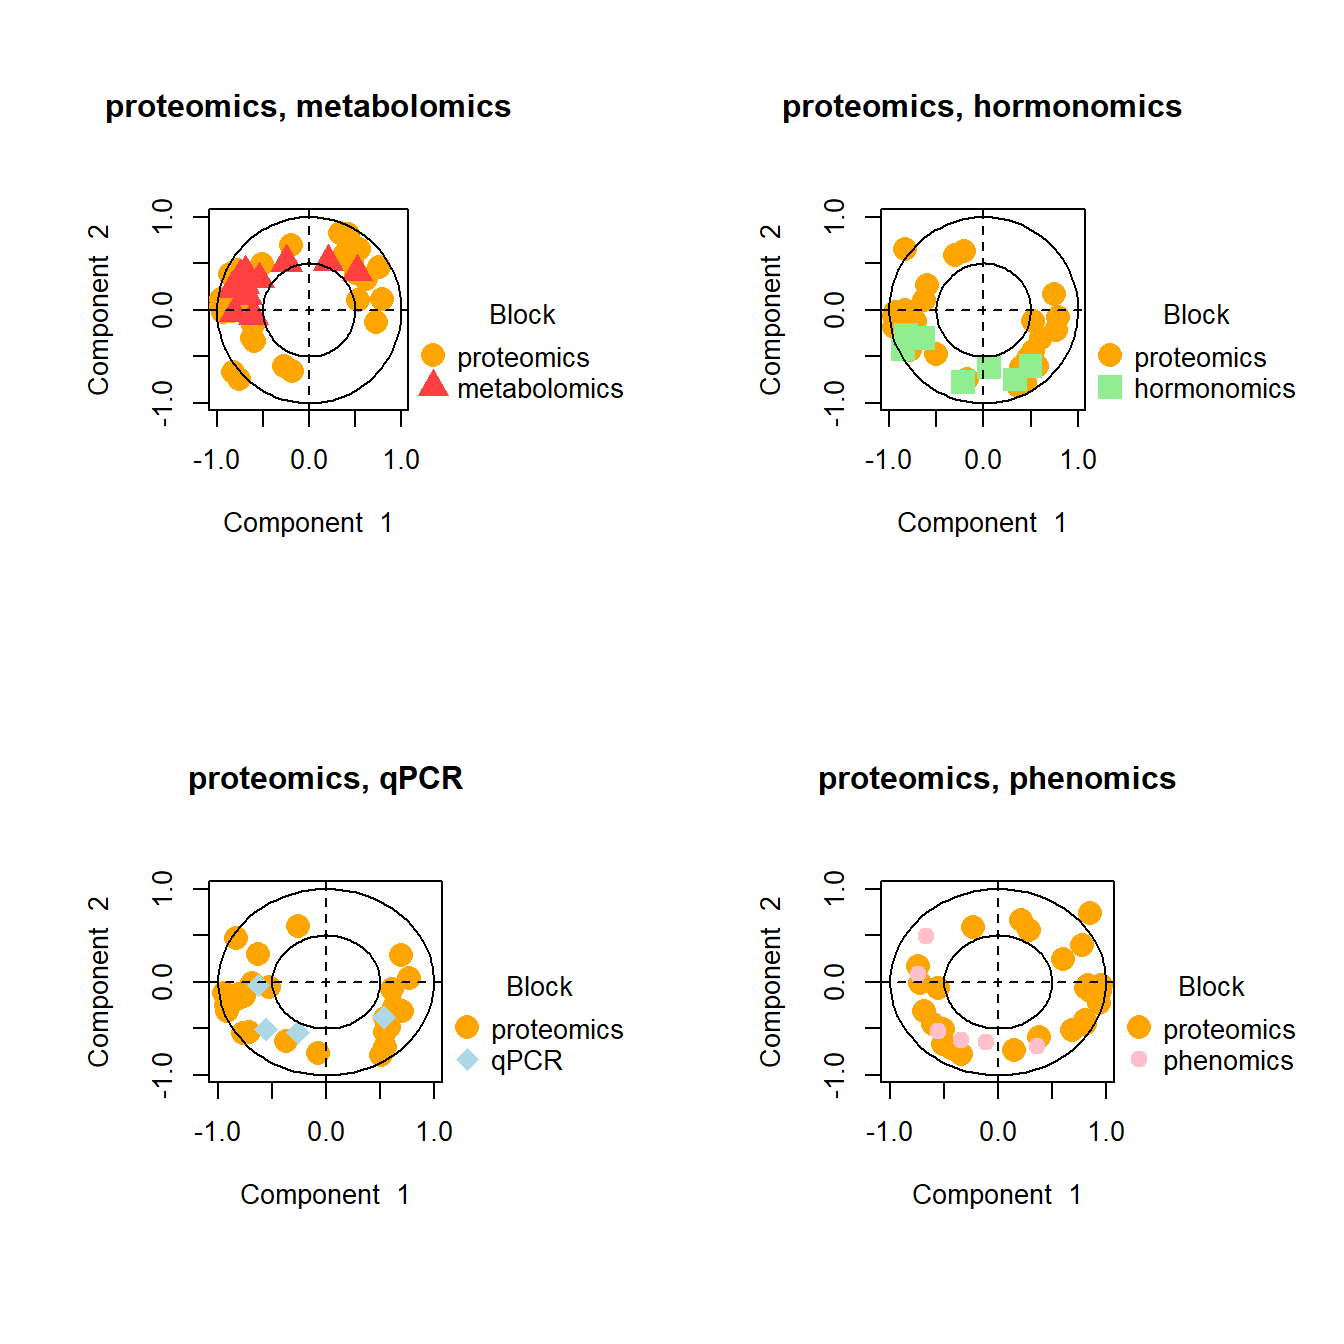 proteomics, metabolomics
Component 2
1.0
0.0
-1.0
-1.0 0.0 1.0
Component 1
Block
proteomics
metabolomics
proteomics, hormonomics
Component 2
1.0
0.0
-1.0
-1.0 0.0 1.0
Component 1
Block
proteomics
hormonomics
proteomics, qPCR
Component 2
1.0
0.0
-1.0
-1.0 0.0 1.0
Component 1
Block
proteomics
qPCR
proteomics, phenomics
Component 2
1.0
0.0
-1.0
-1.0 0.0 1.0
Component 1
Block
proteomics
phenomics